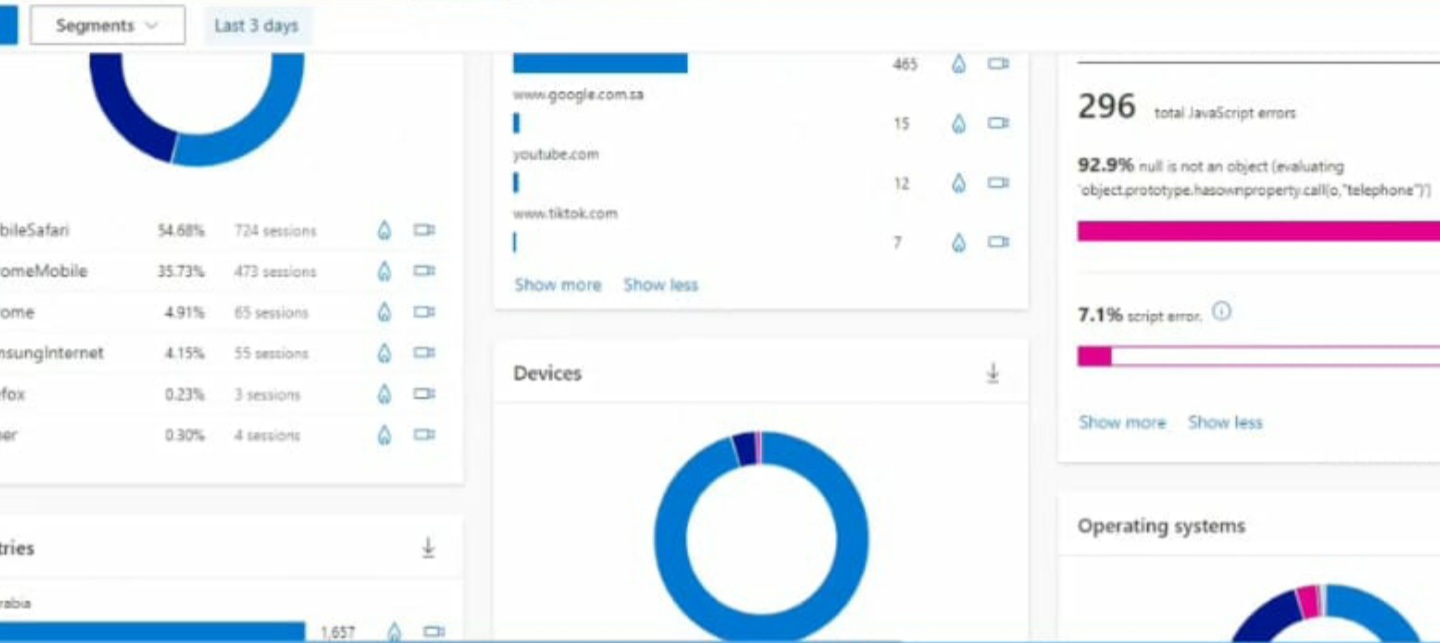 Segments
Last 3 days
bileSafari 54.68% 724 sessions
omeMobile 35.73% 473 sessions
ome 4.91% 65 sessions
nsungInternet 4.15% 55 sessions
efox 0.23% 3 sessions
er 0.30% 4 sessions
tries
rabia
1,657
465
www.google.com.sa
15
youtube.com
12
www.tiktok.com
7
Show more Show less
Devices
296 total JavaScript errors
92.9% null is not an object (evaluating
'object.prototype.hasownproperty.call(o,"telephone")')
7.1% script error.
Show more Show less
Operating systems